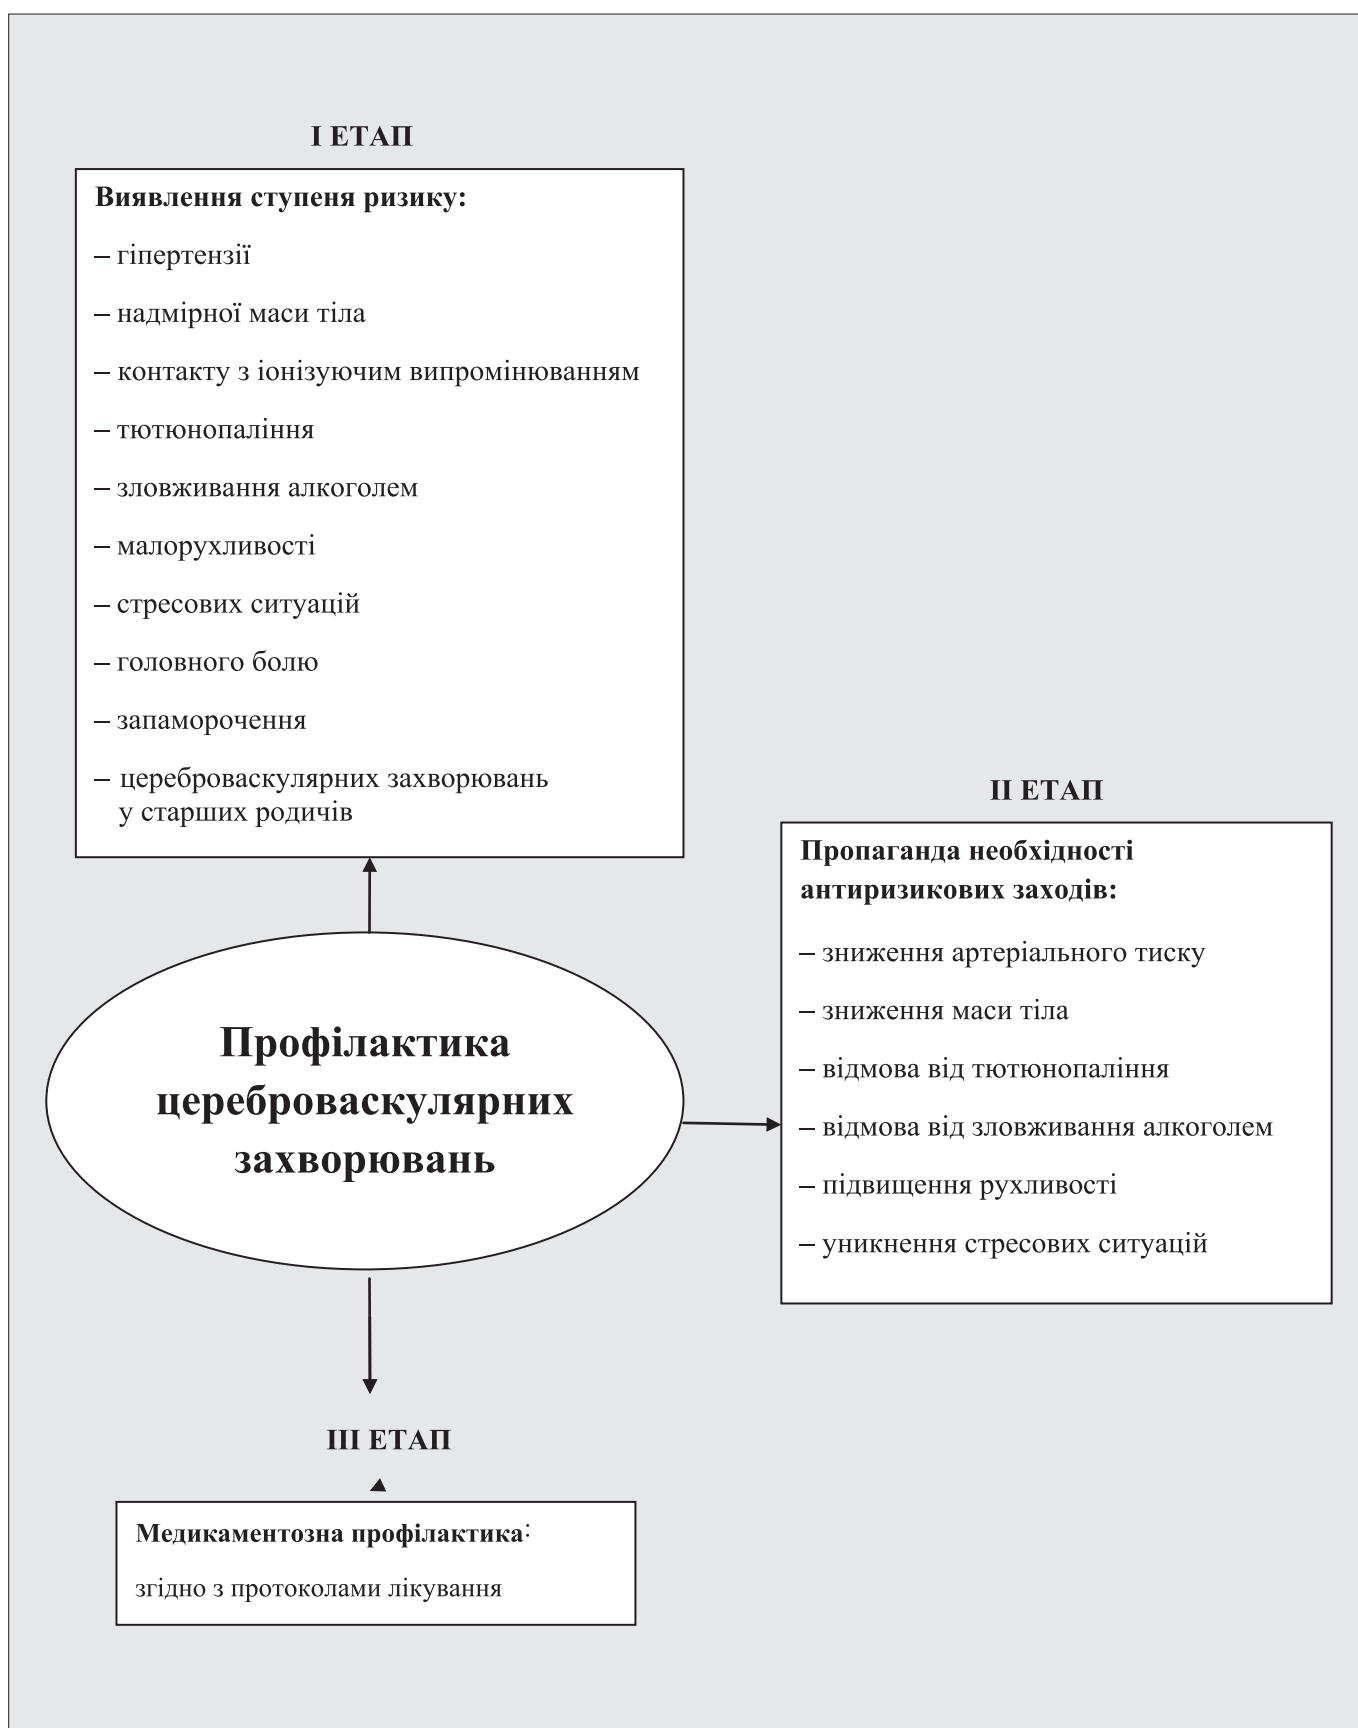 І ЕТАП
Виявлення ступеня ризику:
– гіпертензії
– надмірної маси тіла
– контакту з іонізуючим випромінюванням
– тютюнопаління
– зловживання алкоголем
– малорухливості
– стресових ситуацій
– головного болю
– запаморочення
– цереброваскулярних захворювань
у старших родичів
ІІ ЕТАП
Пропаганда необхідності
антиризикових заходів:
– зниження артеріального тиску
– зниження маси тіла
– відмова від тютюнопаління
– відмова від зловживання алкоголем
– підвищення рухливості
– уникнення стресових ситуацій
Профілактика
цереброваскулярних
захворювань
ІІІ ЕТАП
Медикаментозна профілактика:
згідно з протоколами лікування